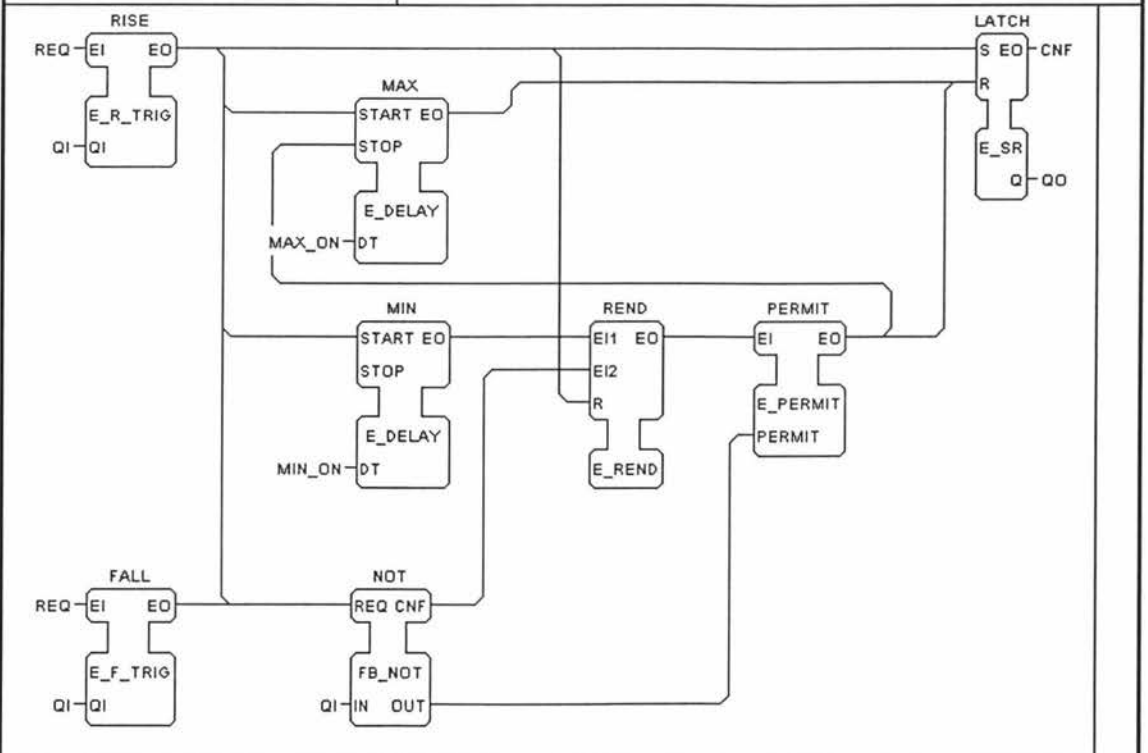 RISE
REQ EI EO
E_R_TRIG
QI QI
LATCH
S EO CNF
R
E_SR
Q QO
MAX
START EO
STOP
E_DELAY
MAX_ON DT
MIN
START EO
STOP
E_DELAY
MIN_ON DT
REND
EI1 EO
EI2
R
E_REND
PERMIT
EI EO
E_PERMIT
PERMIT
FALL
REQ EI EO
E_F_TRIG
QI QI
NOT
REQ CNF
FB_NOT
QI IN OUT